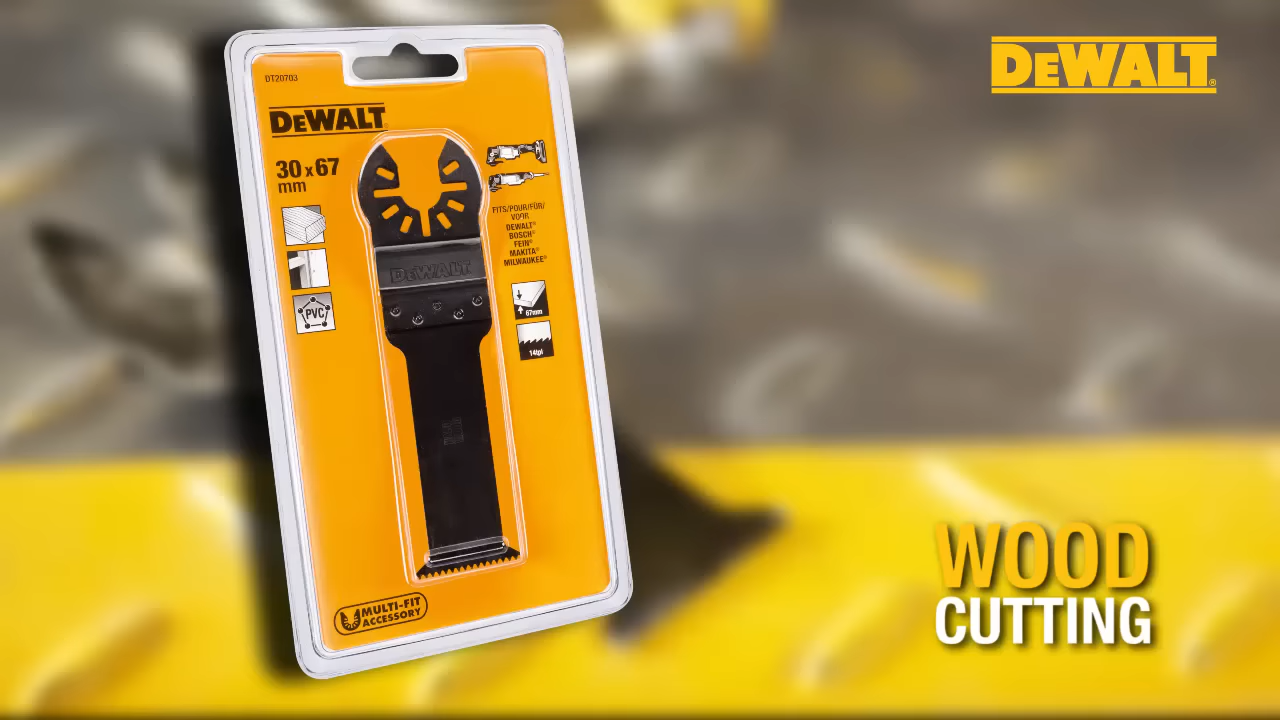 DEWALT®
DT20703
DEWALT
30 x 67
mm
FITS/POUR/FÜR/
VOOR
DEWALT®
BOSCH®
FEIN®
MAKITA®
MILWAUKEE®
DEWALT
PVC
67mm
14tpi
MULTI-FIT
ACCESSORY
WOOD
CUTTING